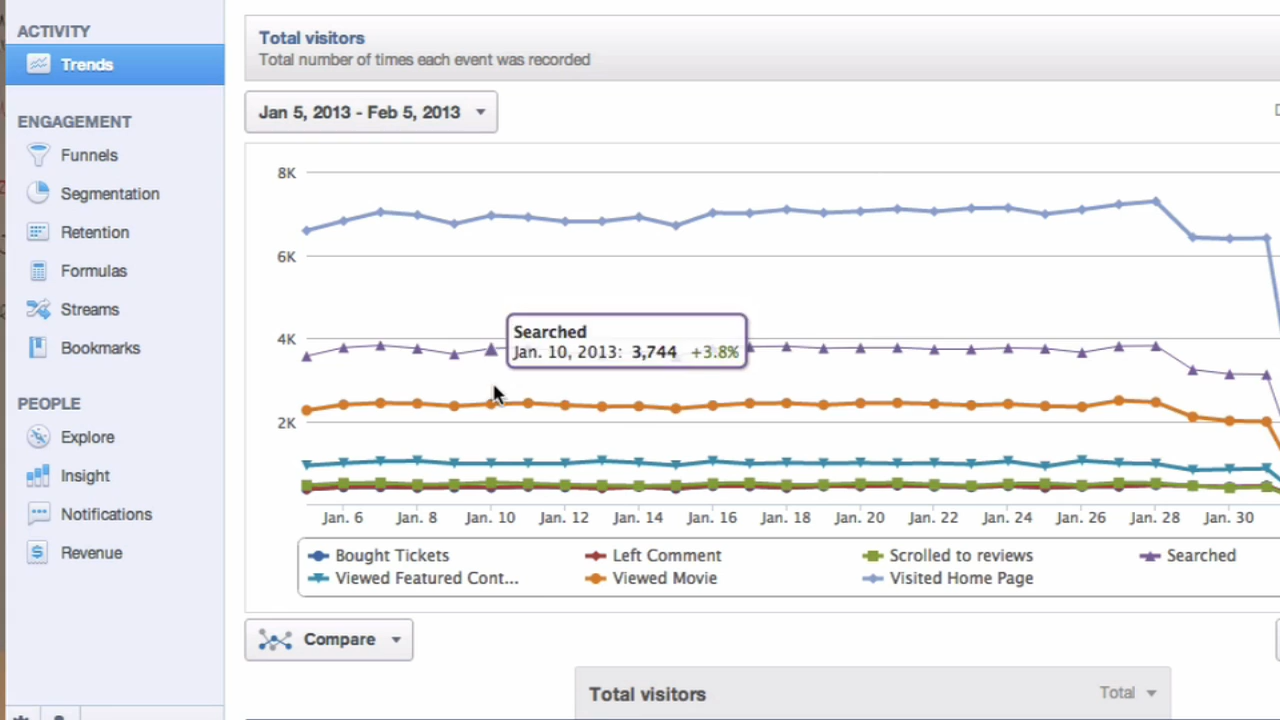 ACTIVITY
Trends
ENGAGEMENT
Funnels
Segmentation
Retention
Formulas
Streams
Bookmarks
PEOPLE
Explore
Insight
Notifications
Revenue
Total visitors
Total number of times each event was recorded
Jan 5, 2013 - Feb 5, 2013
8K
6K
4K
2K
Searched
Jan. 10, 2013: 3,744 +3.8%
Jan. 6 Jan. 8 Jan. 10 Jan. 12 Jan. 14 Jan. 16 Jan. 18 Jan. 20 Jan. 22 Jan. 24 Jan. 26 Jan. 28 Jan. 30
Bought Tickets Left Comment Scrolled to reviews Searched
Viewed Featured Cont... Viewed Movie Visited Home Page
Compare
Total visitors Total